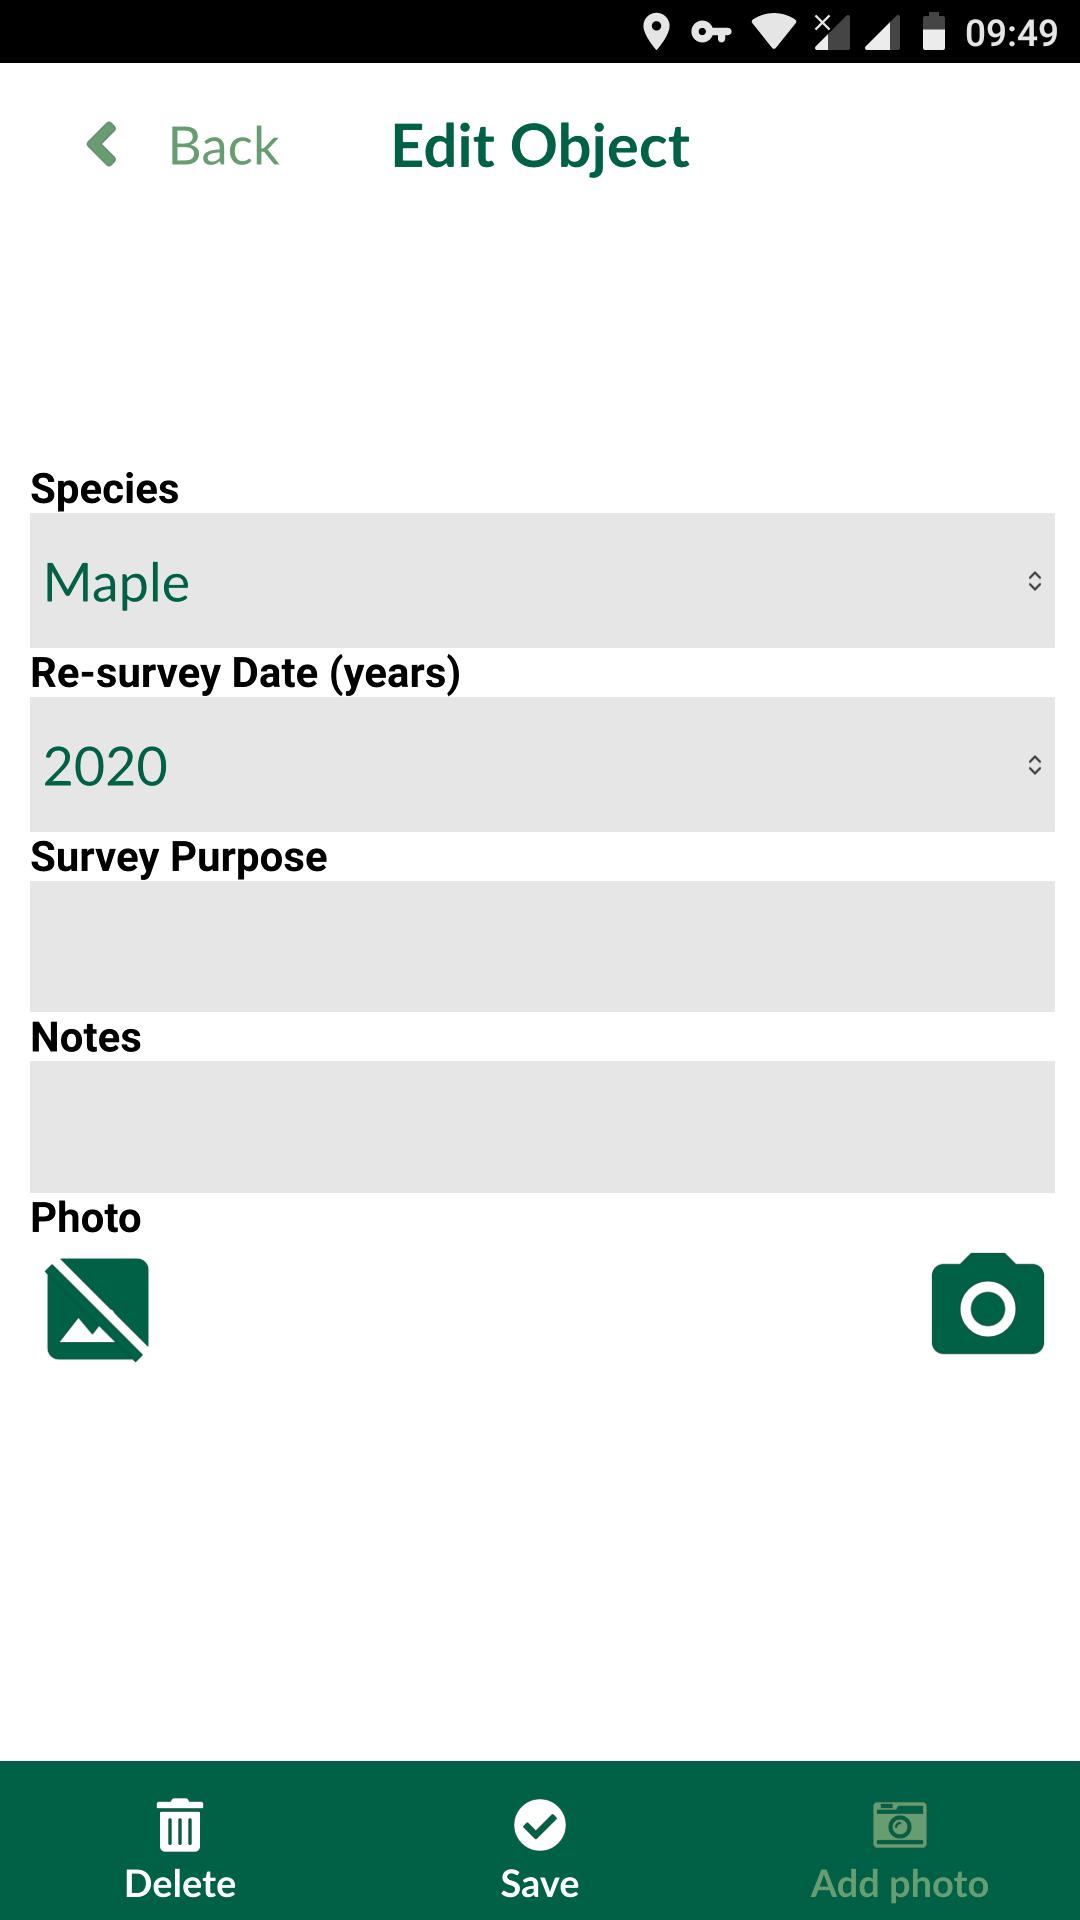 09:49
Back
Edit Object
Species
Maple
Re-survey Date (years)
2020
Survey Purpose
Notes
Photo
Delete
Save
Add photo